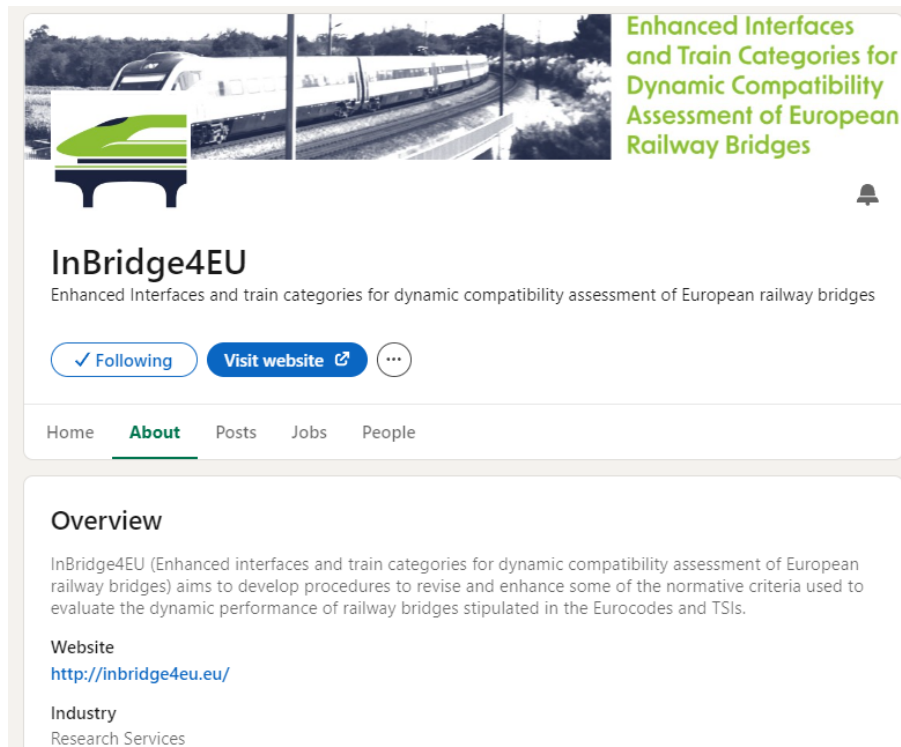 Enhanced Interfaces
and Train Categories for
Dynamic Compatibility
Assessment of European
Railway Bridges
InBridge4EU
Enhanced Interfaces and train categories for dynamic compatibility assessment of European railway bridges
Following
Visit website
Home About Posts Jobs People
Overview
InBridge4EU (Enhanced interfaces and train categories for dynamic compatibility assessment of European
railway bridges) aims to develop procedures to revise and enhance some of the normative criteria used to
evaluate the dynamic performance of railway bridges stipulated in the Eurocodes and TSIs.
Website
http://inbridge4eu.eu/
Industry
Research Services